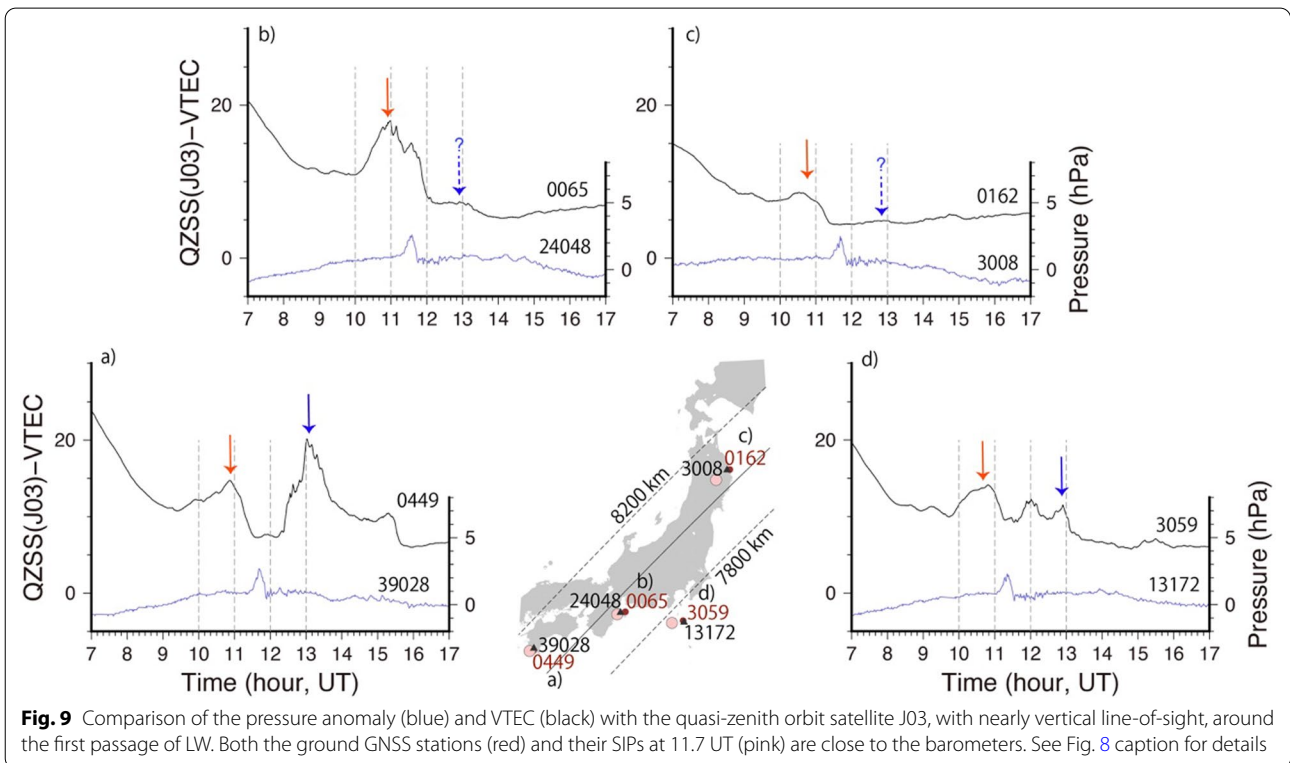 b)
QZSS(J03)−VTEC
20
0
?
0065
24048
5
0
7 8 9 10 11 12 13 14 15 16 17
c)
?
0162
3008
5
0
Pressure (hPa)
7 8 9 10 11 12 13 14 15 16 17
a)
QZSS(J03)−VTEC
20
0
0449
39028
5
0
7 8 9 10 11 12 13 14 15 16 17
Time (hour, UT)
c)
3008 0162
8200 km
7800 km
b)
24048 0065
d)
3059
13172
39028
0449
a)
d)
20
0
3059
13172
5
0
Pressure (hPa)
7 8 9 10 11 12 13 14 15 16 17
Time (hour, UT)
Fig. 9 Comparison of the pressure anomaly (blue) and VTEC (black) with the quasi-zenith orbit satellite J03, with nearly vertical line-of-sight, around
the first passage of LW. Both the ground GNSS stations (red) and their SIPs at 11.7 UT (pink) are close to the barometers. See Fig. 8 caption for details